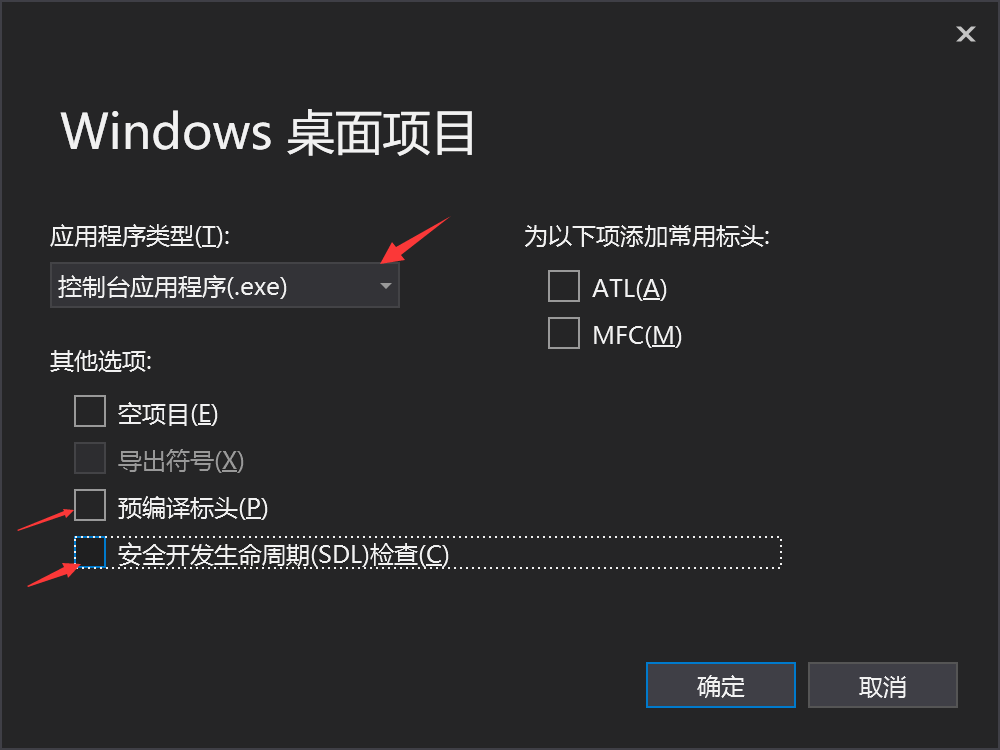 Windows 桌面项目
应用程序类型(T):
控制台应用程序(.exe)
其他选项:
空项目(E)
导出符号(X)
预编译标头(P)
安全开发生命周期(SDL)检查(C)
为以下项添加常用标头:
ATL(A)
MFC(M)
确定
取消